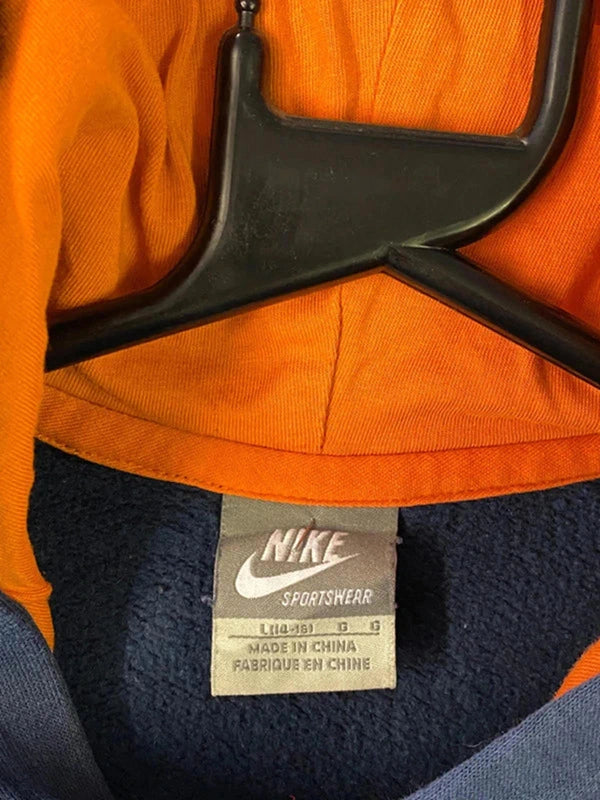 NIKE
SPORTSWEAR
L(14-16) G G
MADE IN CHINA
FABRIQUE EN CHINE